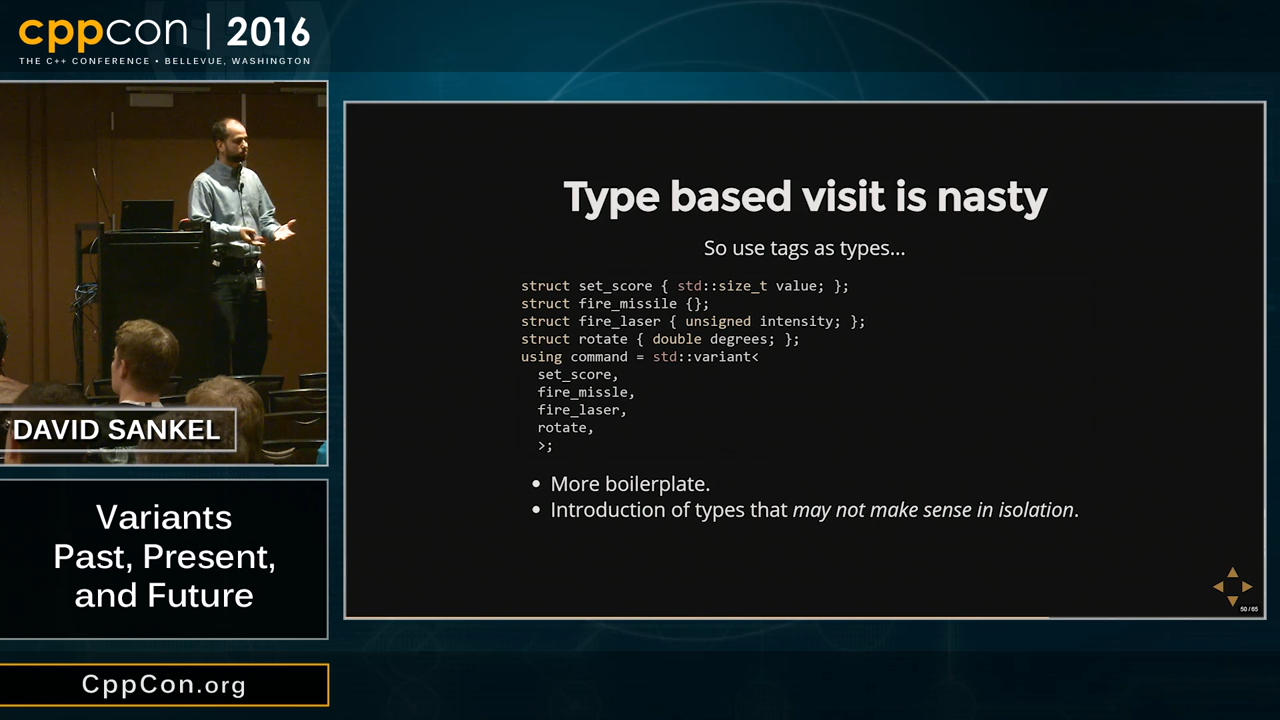 cppcon | 2016
THE C++ CONFERENCE • BELLEVUE, WASHINGTON
DAVID SANKEL
Variants
Past, Present,
and Future
CppCon.org
Type based visit is nasty
So use tags as types...
struct set_score { std::size_t value; };
struct fire_missile {};
struct fire_laser { unsigned intensity; };
struct rotate { double degrees; };
using command = std::variant<
set_score,
fire_missle,
fire_laser,
rotate,
>;
• More boilerplate.
• Introduction of types that may not make sense in isolation.
50 / 65